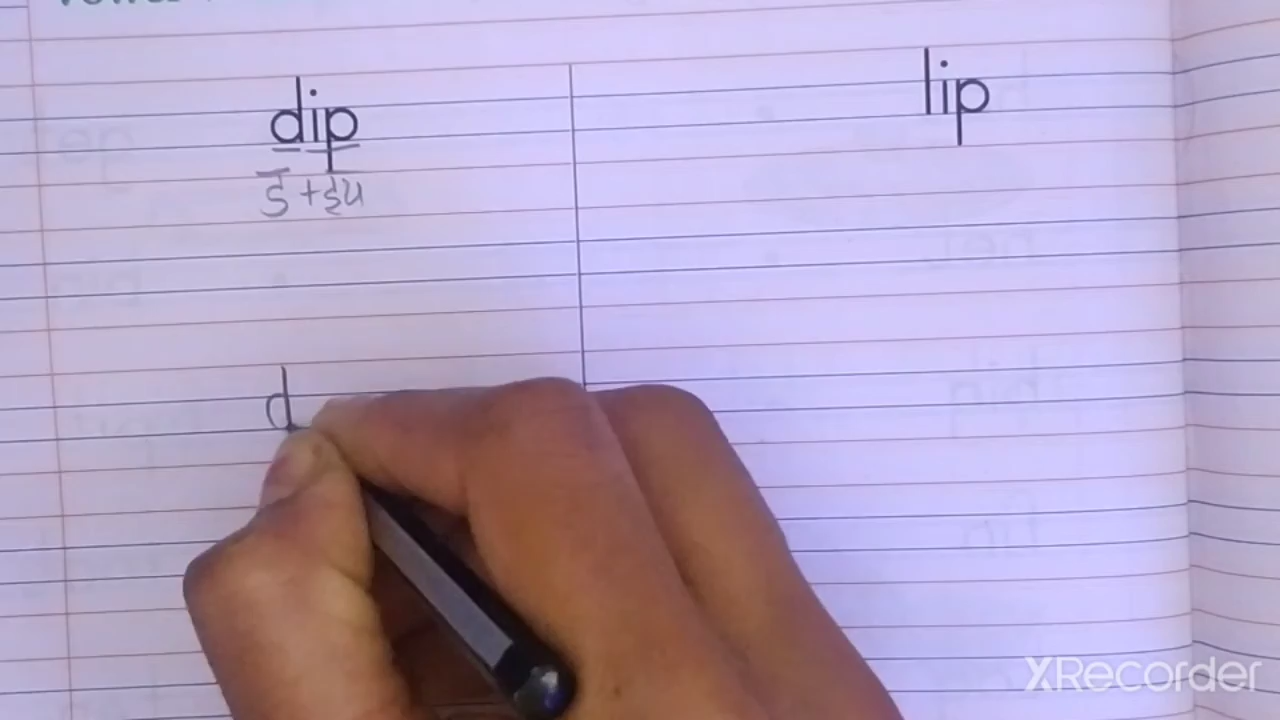 dip
lip
ड + इप
d
XRecorder